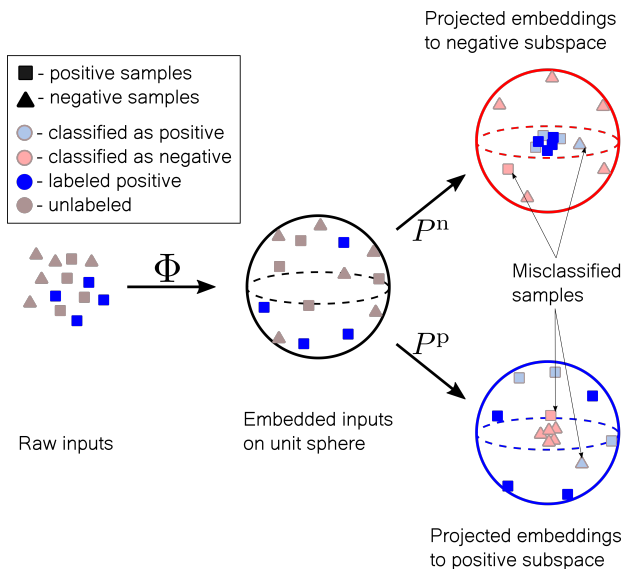 Projected embeddings
to negative subspace
- positive samples
- negative samples
- classified as positive
- classified as negative
- labeled positive
- unlabeled
Φ
Pⁿ
Misclassified
samples
Pᵖ
Raw inputs
Embedded inputs
on unit sphere
Projected embeddings
to positive subspace